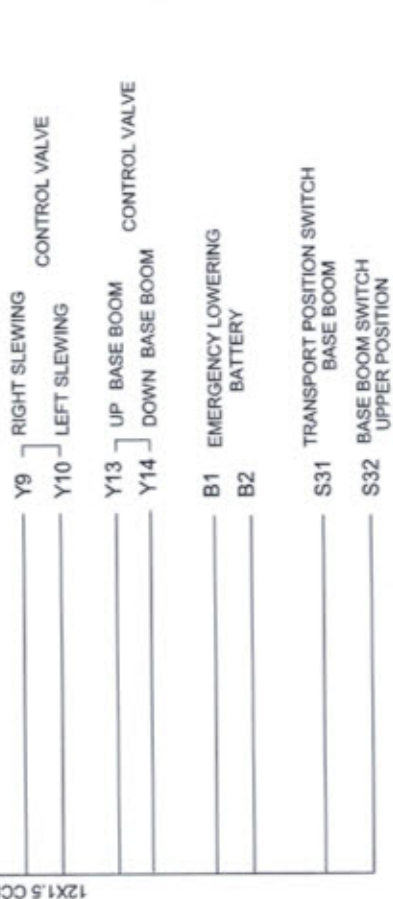 Y9 RIGHT SLEWING
CONTROL VALVE
Y10 LEFT SLEWING
Y13 UP BASE BOOM
CONTROL VALVE
Y14 DOWN BASE BOOM
B1 EMERGENCY LOWERING
BATTERY
B2
S31 TRANSPORT POSITION SWITCH
BASE BOOM
S32 BASE BOOM SWITCH
UPPER POSITION
12X1.5